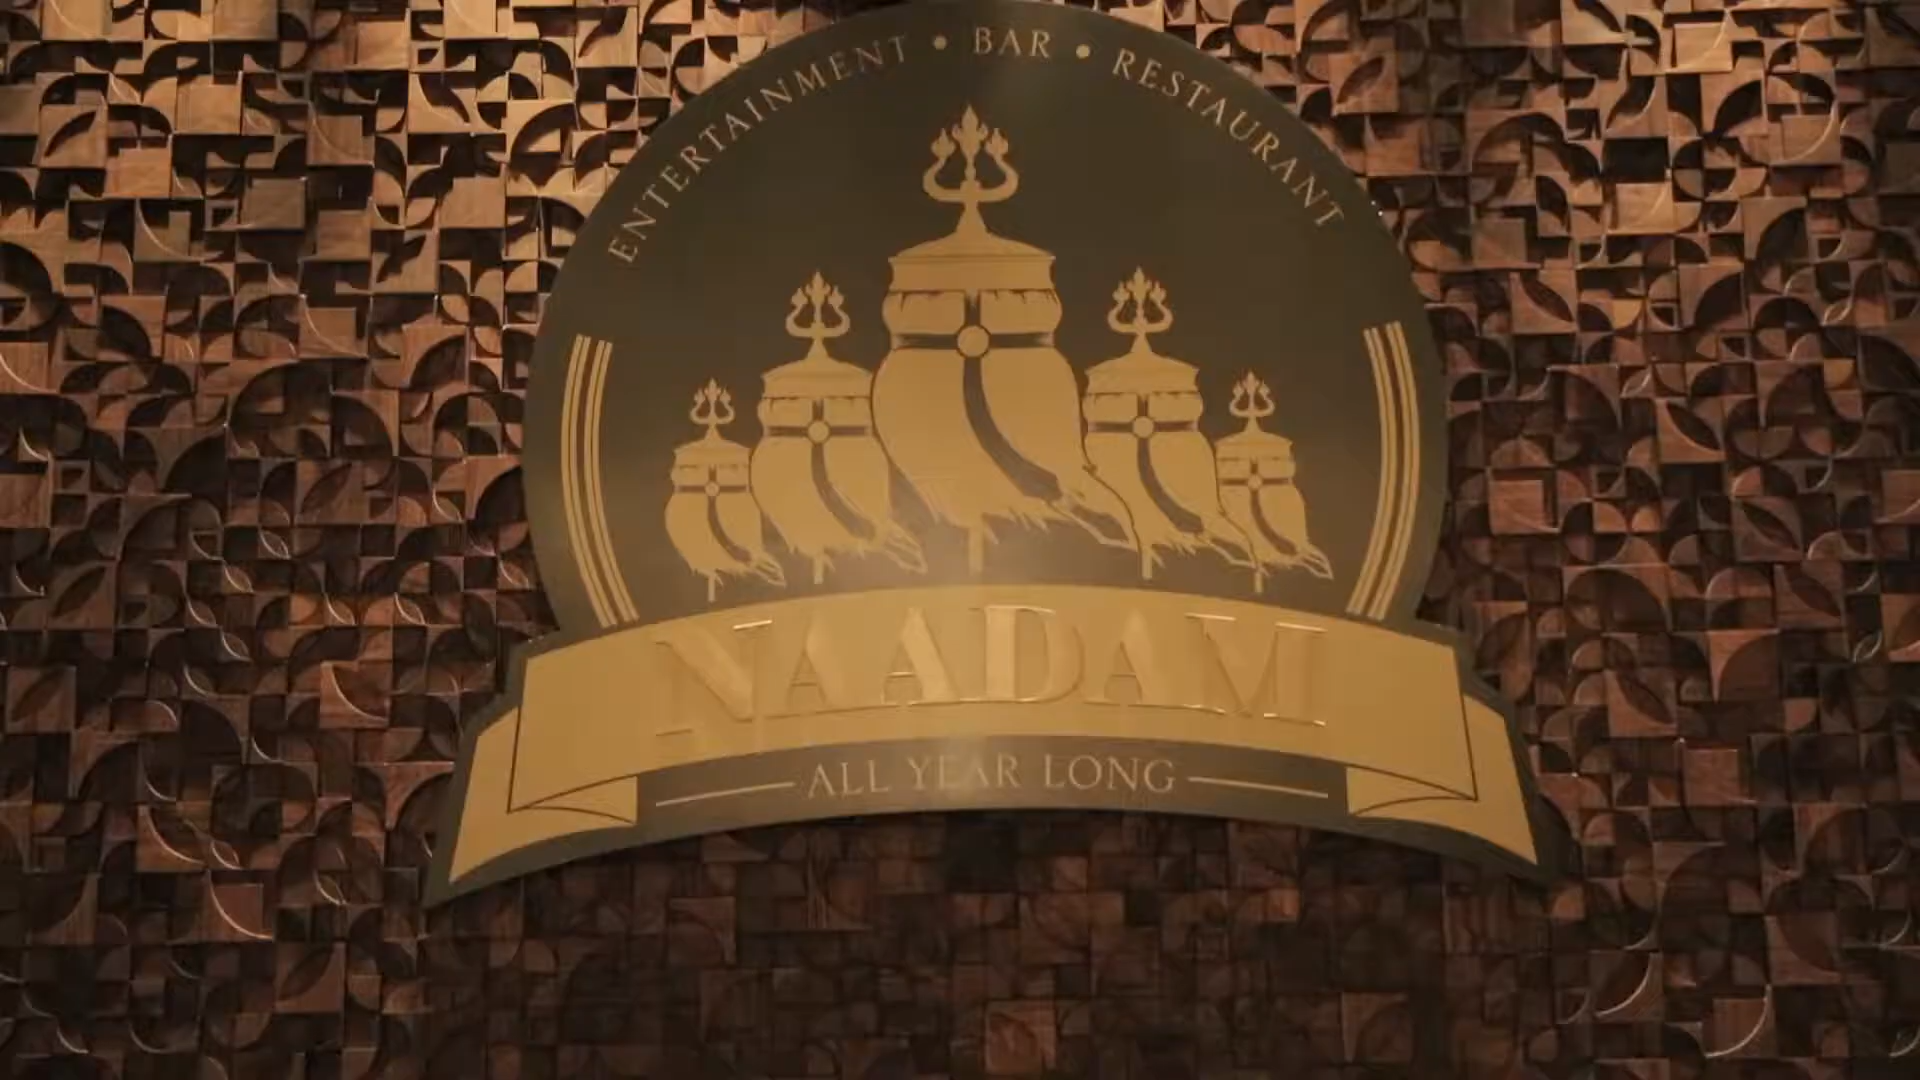 ENTERTAINMENT • BAR • RESTAURANT
NAADAM
ALL YEAR LONG